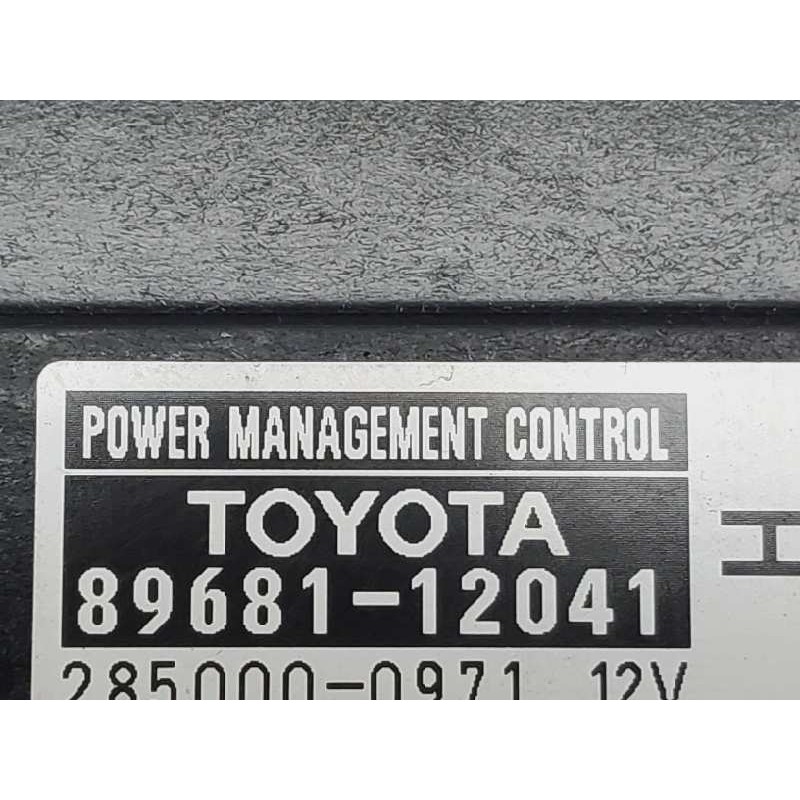 POWER MANAGEMENT CONTROL
TOYOTA
H
89681-12041
285000-0971 12V